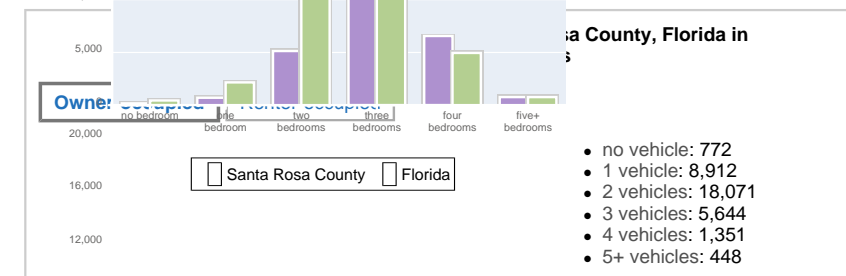 sa County, Florida in
5,000
no bedroom
one bedroom
two bedrooms
three bedrooms
four bedrooms
five+ bedrooms
20,000
16,000
12,000
Santa Rosa County
Florida
no vehicle: 772
1 vehicle: 8,912
2 vehicles: 18,071
3 vehicles: 5,644
4 vehicles: 1,351
5+ vehicles: 448